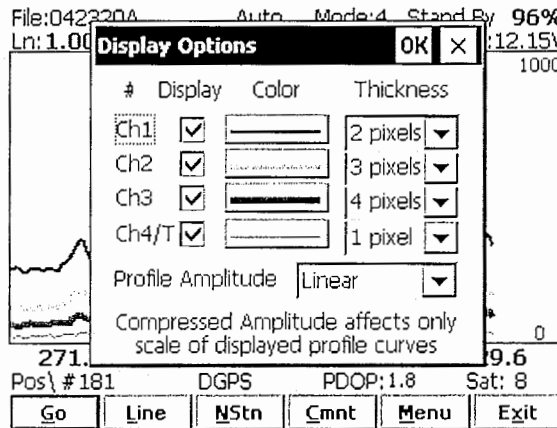 File:042320A Auto Mode:4 Stand By 96%
Ln:1.00 :12.15V
Display Options OK ×
1000
# Display Color Thickness
Ch1 2 pixels
Ch2 3 pixels
Ch3 4 pixels
Ch4/T 1 pixel
Profile Amplitude Linear
Compressed Amplitude affects only
scale of displayed profile curves
0
271. 29.6
Pos\ #181 DGPS PDOP:1.8 Sat: 8
Go Line NStn Cmnt Menu Exit